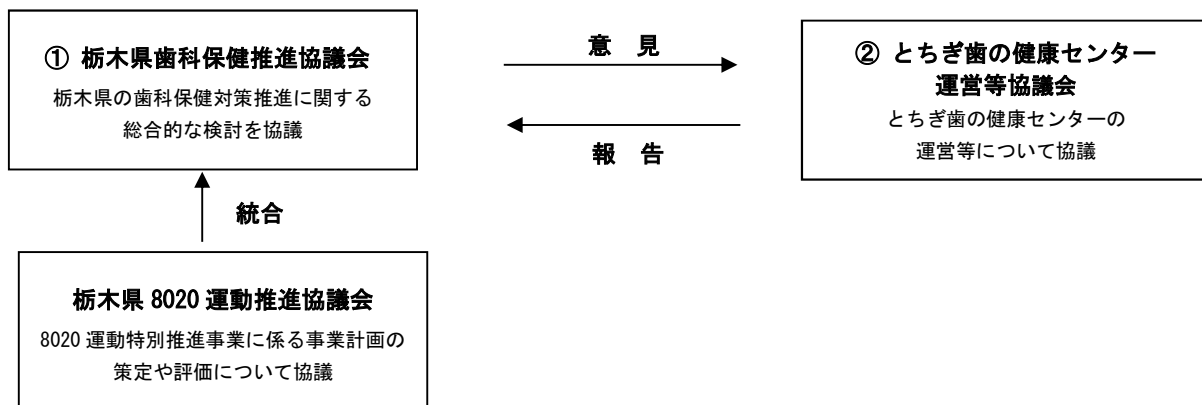 ① 栃木県歯科保健推進協議会
栃木県の歯科保健対策推進に関する
総合的な検討を協議
意 見
報 告
② とちぎ歯の健康センター
運営等協議会
とちぎ歯の健康センターの
運営等について協議
統合
栃木県 8020 運動推進協議会
8020 運動特別推進事業に係る事業計画の
策定や評価について協議